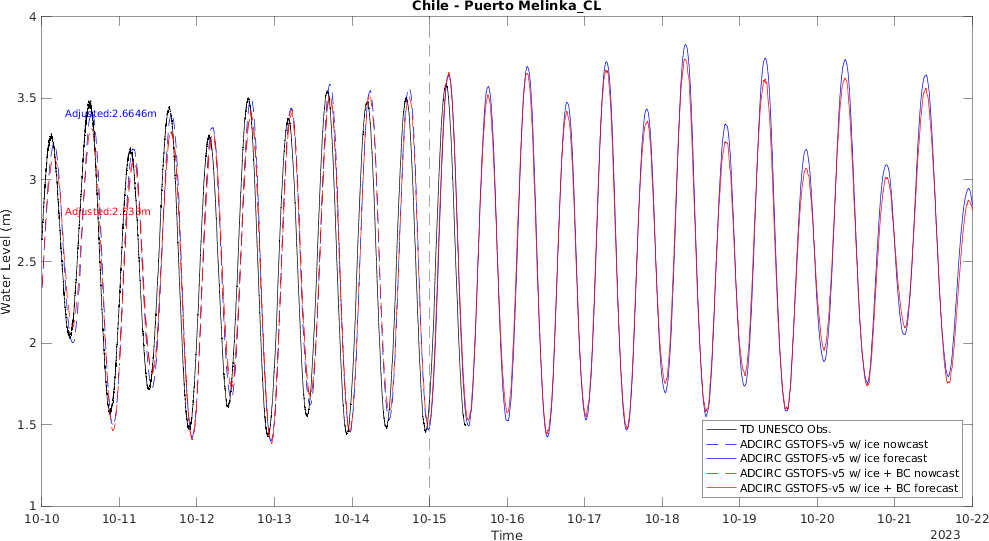 Chile - Puerto Melinka_CL
4
3.5
3
2.5
2
1.5
1
Water Level (m)
Adjusted:2.6646m
10-10
10-11
10-12
10-13
10-14
10-15
10-16
10-17
10-18
10-19
10-20
10-21
10-22
2023
Time
TD UNESCO Obs.
ADCIRC GSTOFS-v5 w/ ice nowcast
ADCIRC GSTOFS-v5 w/ ice forecast
ADCIRC GSTOFS-v5 w/ ice + BC nowcast
ADCIRC GSTOFS-v5 w/ ice + BC forecast